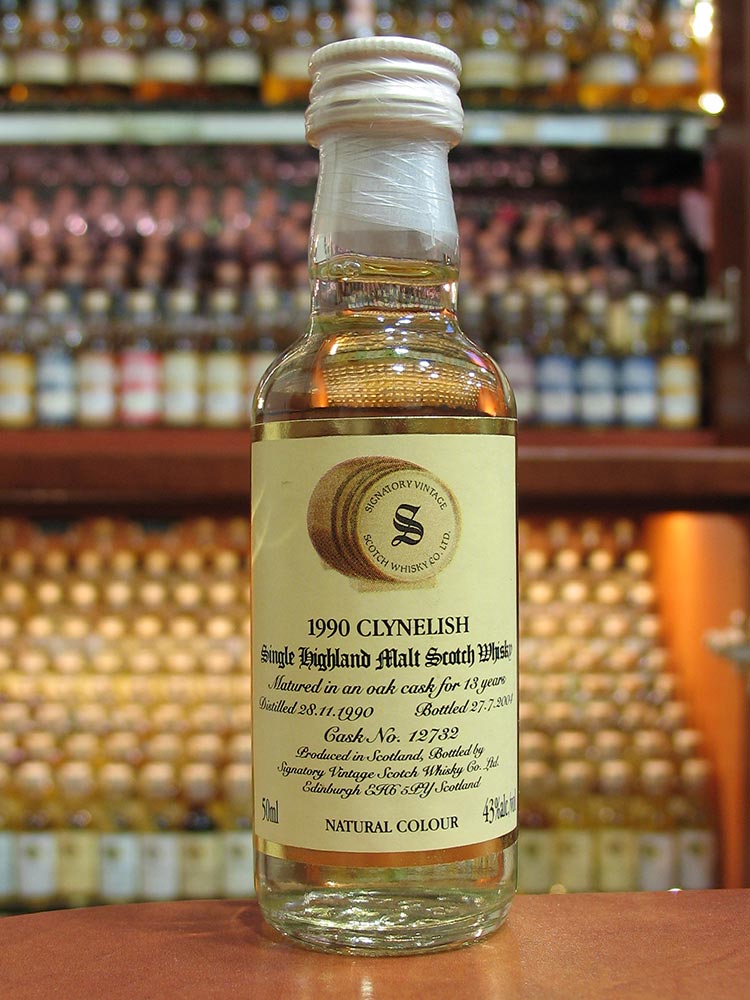 SIGNATORY VINTAGE
S
SCOTCH WHISKY CO. LTD.
1990 CLYNELISH
Single Highland Malt Scotch Whisky
Matured in an oak cask for 13 years
Distilled 28.11.1990 Bottled 27.7.2004
Cask No. 12732
Produced in Scotland, Bottled by
Signatory Vintage Scotch Whisky Co. Ltd.
Edinburgh EH6 5PY Scotland
50ml NATURAL COLOUR 43%alc./vol